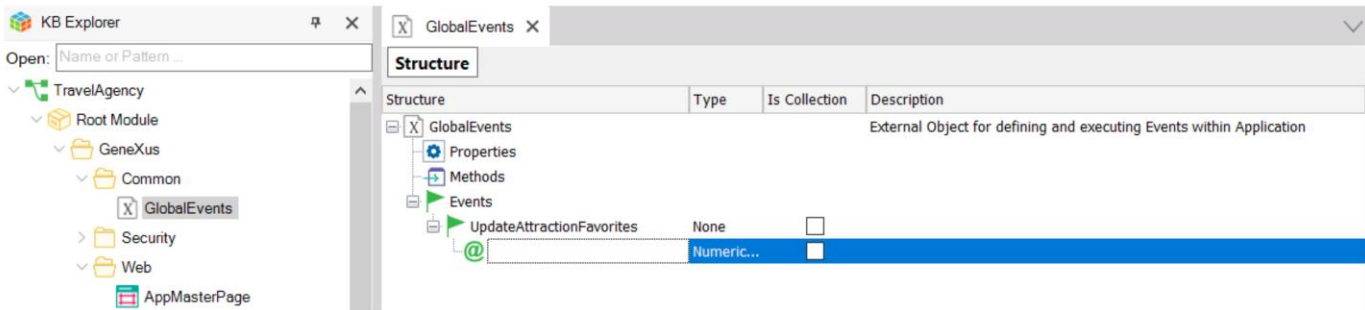 KB Explorer
Open: Name or Pattern ...
TravelAgency
Root Module
GeneXus
Common
GlobalEvents
Security
Web
AppMasterPage
GlobalEvents
Structure
Structure Type Is Collection Description
GlobalEvents External Object for defining and executing Events within Application
Properties
Methods
Events
UpdateAttractionFavorites None
@ Numeric...